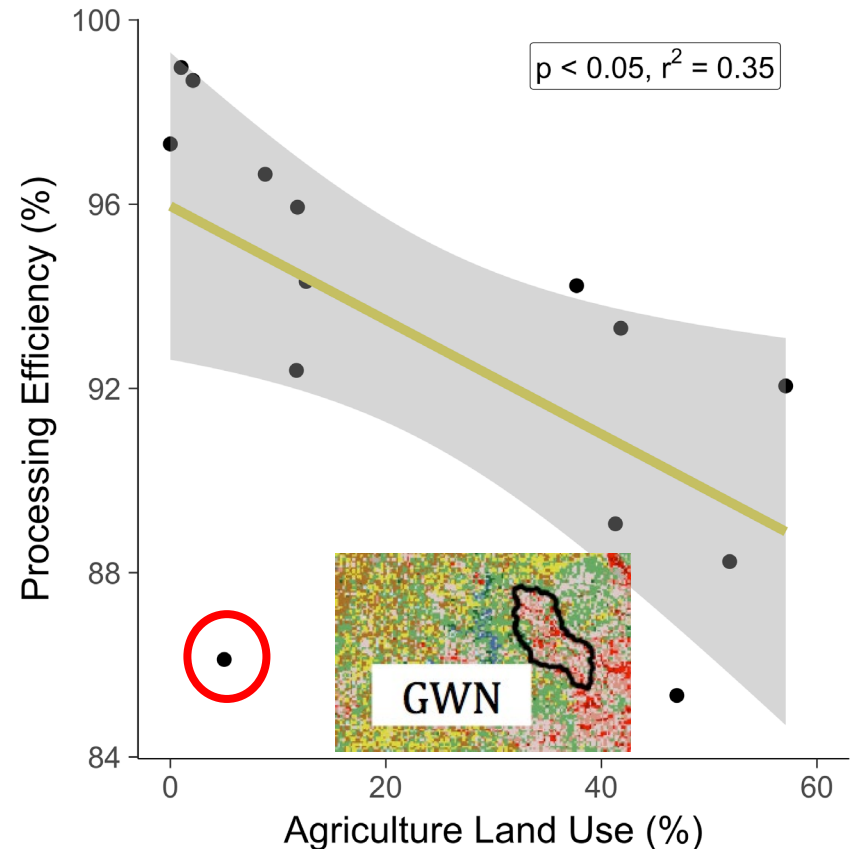 100
p < 0.05, r² = 0.35
96
92
88
84
Processing Efficiency (%)
GWN
0 20 40 60
Agriculture Land Use (%)